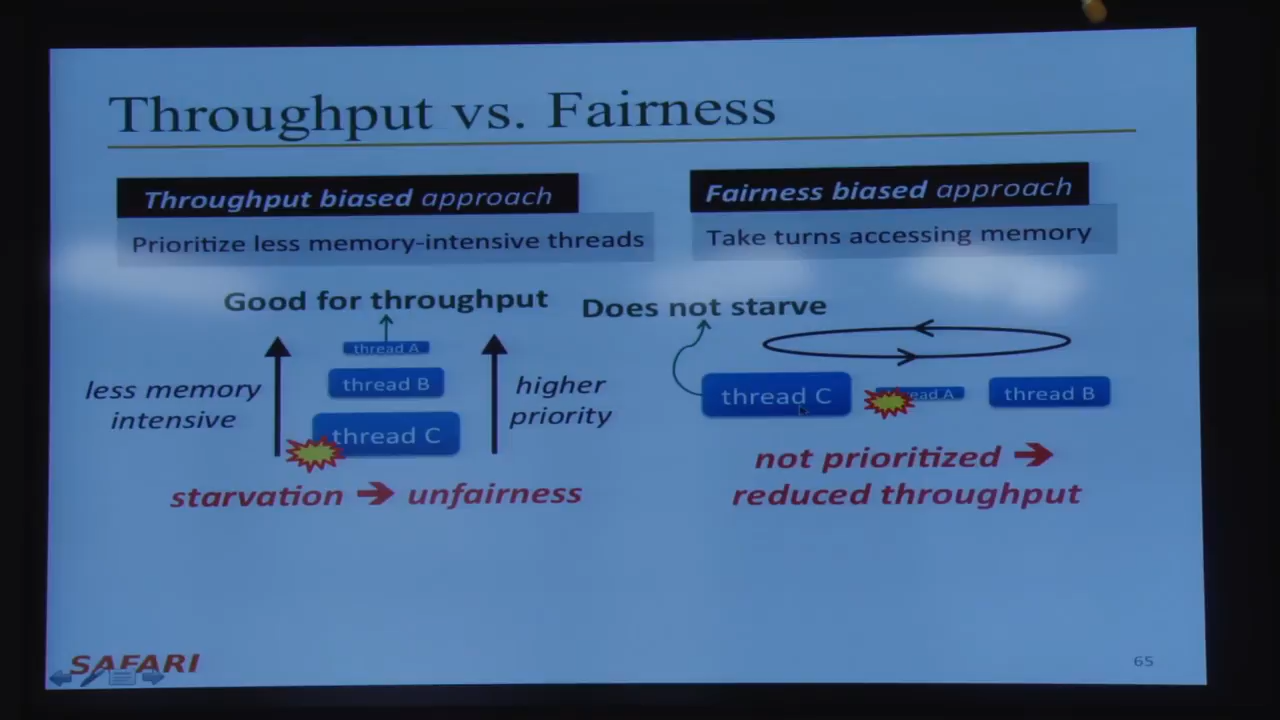 Throughput vs. Fairness
Throughput biased approach
Prioritize less memory-intensive threads
Good for throughput
thread A
less memory
intensive
thread B
higher
priority
thread C
starvation → unfairness
Fairness biased approach
Take turns accessing memory
Does not starve
thread C
ead A
thread B
not prioritized →
reduced throughput
SAFARI
65